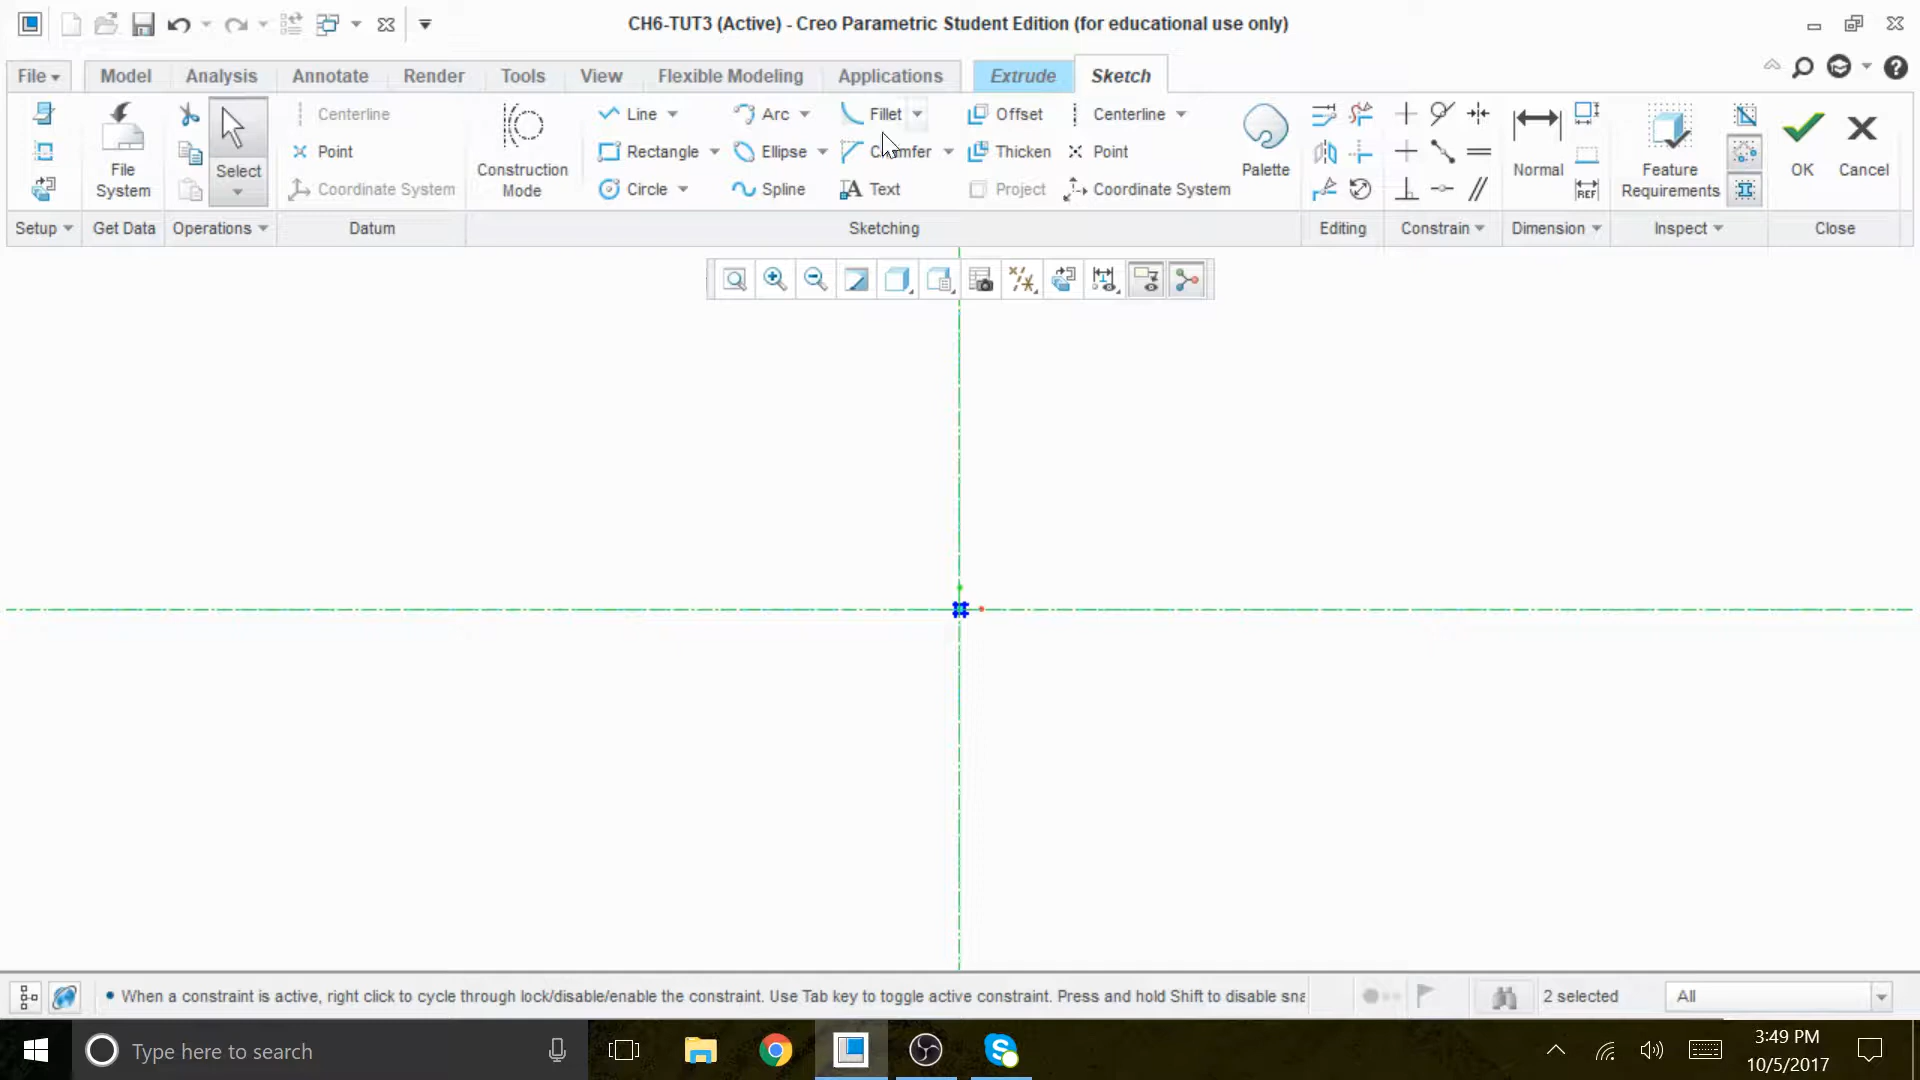 CH6-TUT3 (Active) - Creo Parametric Student Edition (for educational use only)
File Model Analysis Annotate Render Tools View Flexible Modeling Applications Extrude Sketch
Centerline Line Arc Fillet Offset Centerline
File System Select Point Construction Mode Rectangle Ellipse Thicken Point Palette Normal Feature Requirements OK Cancel
Coordinate System Circle Spline Text Project Coordinate System REF
Setup Get Data Operations Datum Sketching Editing Constrain Dimension Inspect Close
• When a constraint is active, right click to cycle through lock/disable/enable the constraint. Use Tab key to toggle active constraint. Press and hold Shift to disable sna 2 selected All
Type here to search
3:49 PM
10/5/2017